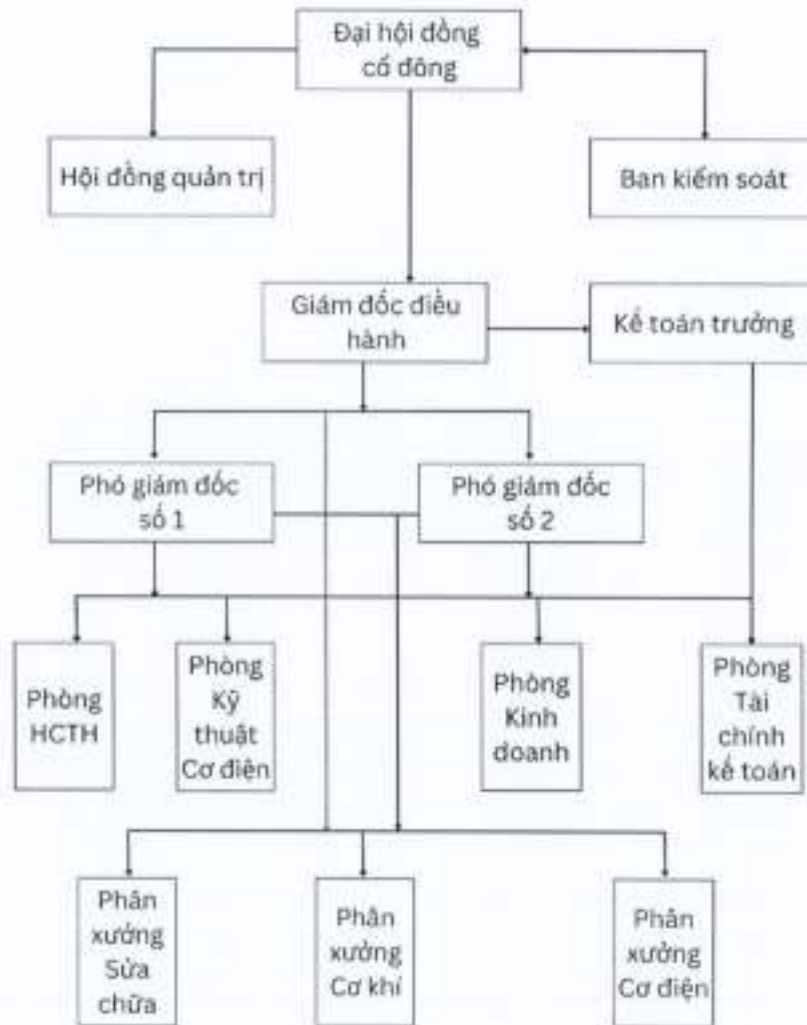 Đại hội đồng
cổ đông
Hội đồng quản trị
Ban kiểm soát
Giám đốc điều
hành
Kế toán trưởng
Phó giám đốc
số 1
Phó giám đốc
số 2
Phòng
HCTH
Phòng
Kỹ
thuật
Cơ điện
Phòng
Kinh
doanh
Phòng
Tài
chính
kế toán
Phân
xưởng
Sửa
chữa
Phân
xưởng
Cơ khí
Phân
xưởng
Cơ điện